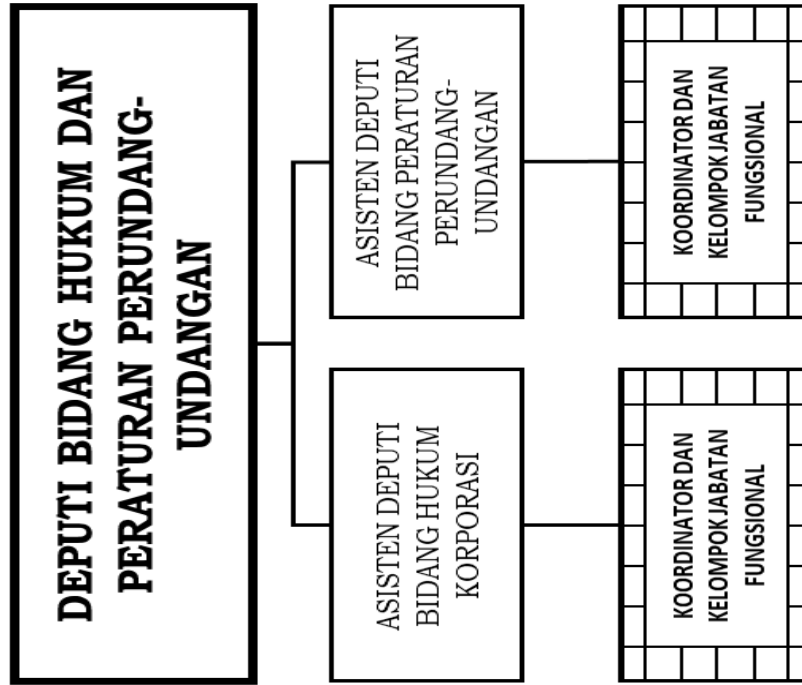 DEPUTI BIDANG HUKUM DAN
PERATURAN PERUNDANG-
UNDANGAN
ASISTEN DEPUTI
BIDANG HUKUM
KORPORASI
ASISTEN DEPUTI
BIDANG PERATURAN
PERUNDANG-
UNDANGAN
KOORDINATOR DAN
KELOMPOK JABATAN
FUNGSIONAL
KOORDINATOR DAN
KELOMPOK JABATAN
FUNGSIONAL